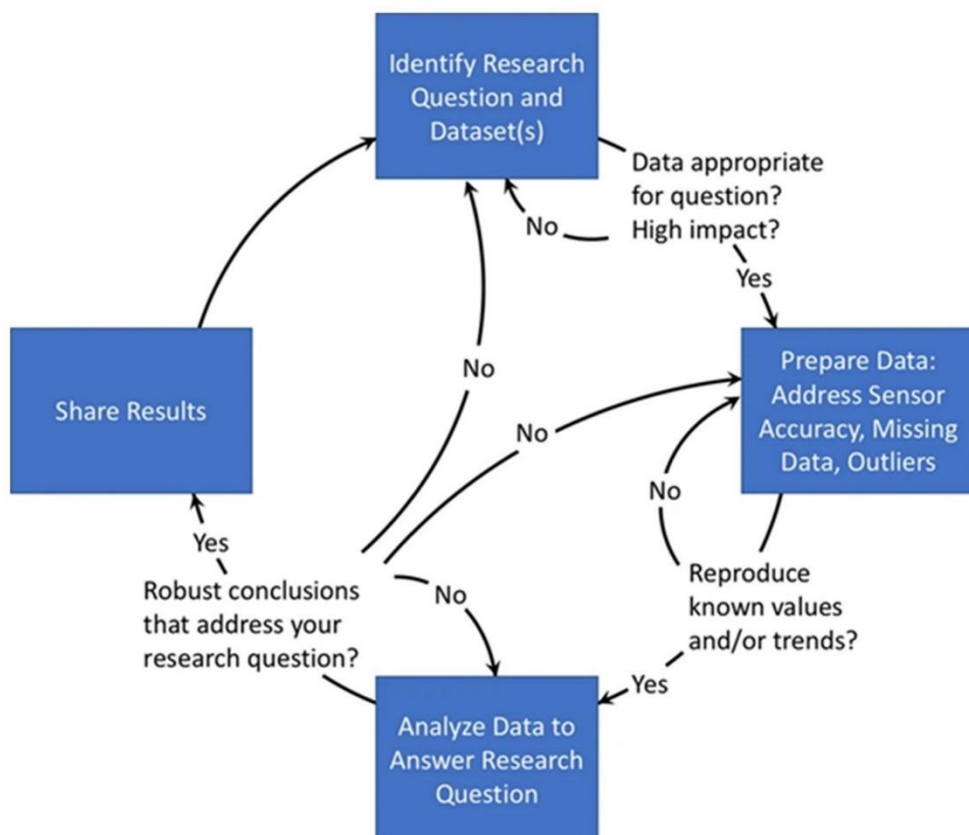 Identify Research
Question and
Dataset(s)
Data appropriate
for question?
High impact?
No
Yes
Prepare Data:
Address Sensor
Accuracy, Missing
Data, Outliers
No
Reproduce
known values
and/or trends?
Yes
Analyze Data to
Answer Research
Question
Robust conclusions
that address your
research question?
No
No
No
Yes
Share Results